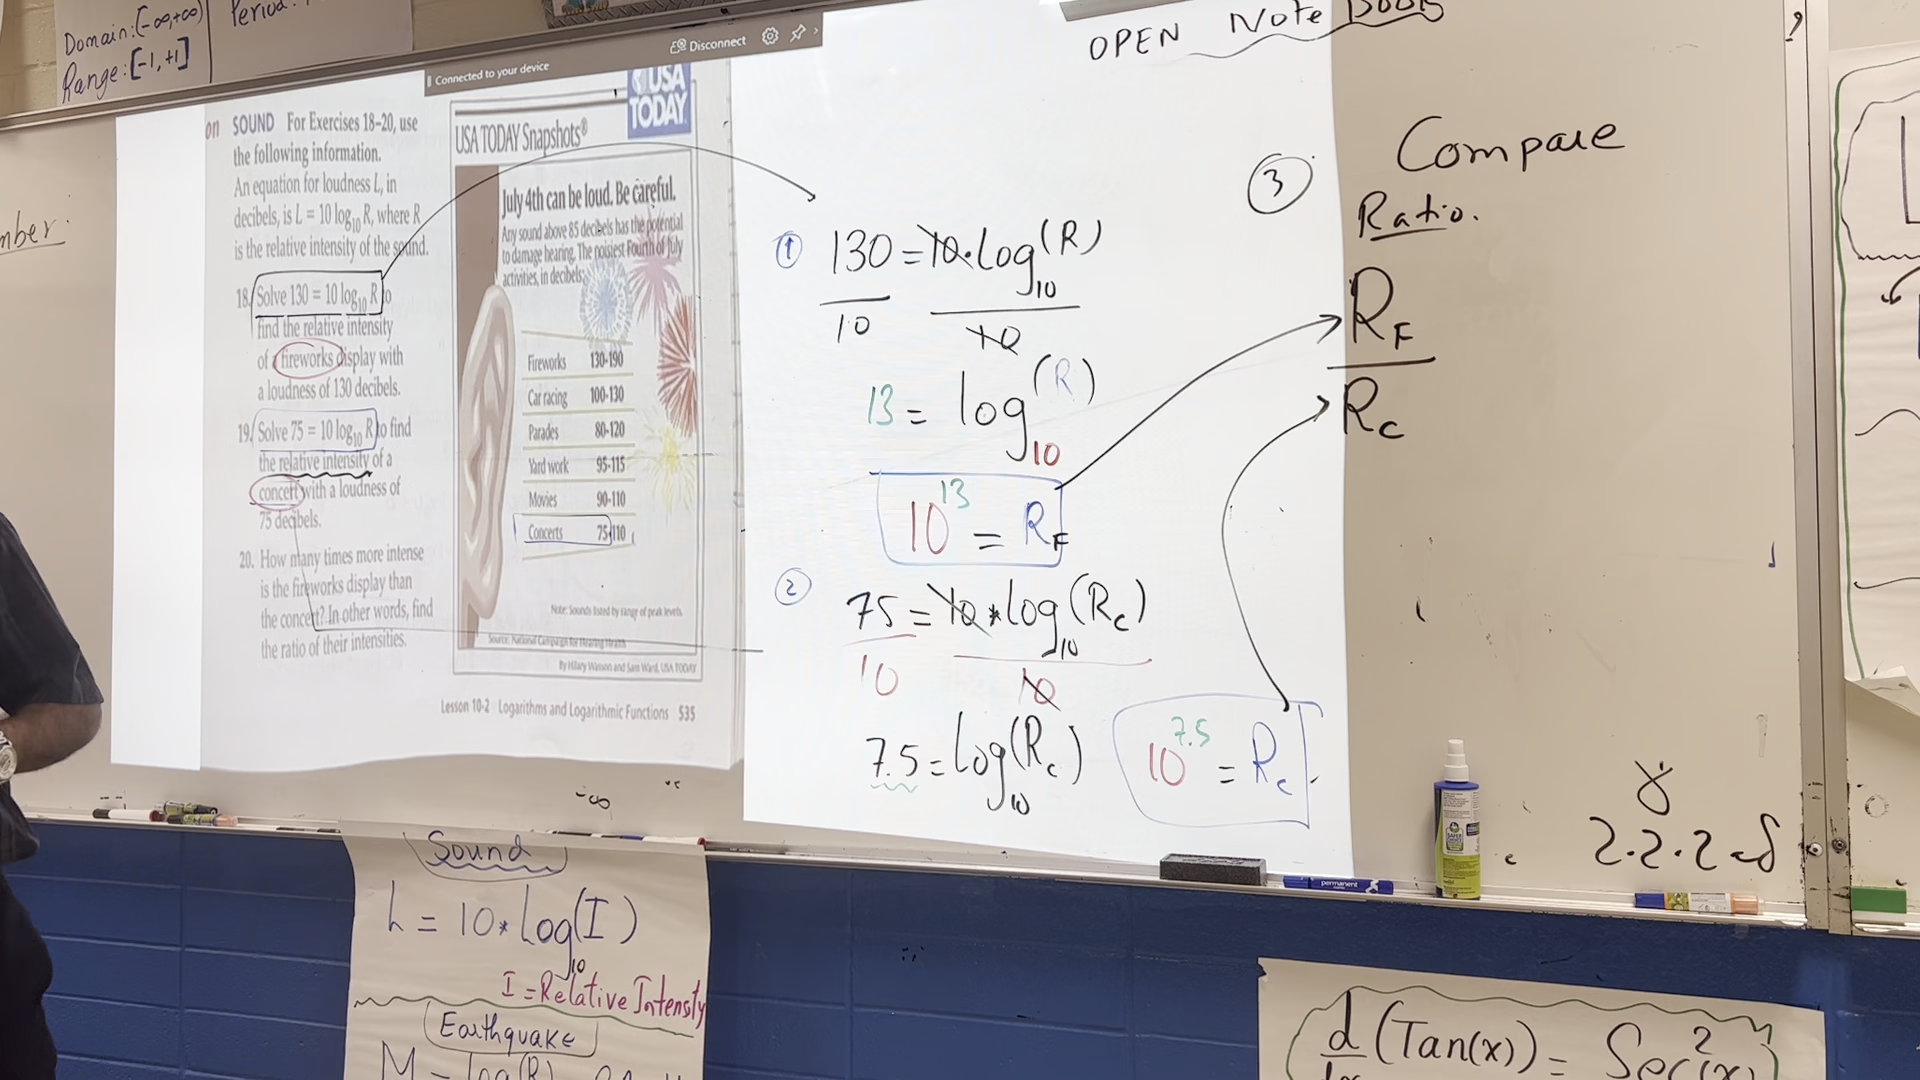 Domain: (-∞, +∞)
Range: [-1, +1]
Period:
Disconnect
Connected to your device
OPEN Note Book
on SOUND For Exercises 18–20, use
the following information.
An equation for loudness L, in
decibels, is L = 10 log₁₀ R, where R
is the relative intensity of the sound.
18. Solve 130 = 10 log₁₀ R to
find the relative intensity
of a fireworks display with
a loudness of 130 decibels.
19. Solve 75 = 10 log₁₀ R to find
the relative intensity of a
concert with a loudness of
75 decibels.
20. How many times more intense
is the fireworks display than
the concert? In other words, find
the ratio of their intensities.
USA
TODAY
USA TODAY Snapshots®
July 4th can be loud. Be careful.
Any sound above 85 decibels has the potential
to damage hearing. The noisiest Fourth of July
activities, in decibels:
Fireworks 130-190
Car racing 100-130
Parades 80-120
Yard work 95-115
Movies 90-110
Concerts 75-110
Note: Sounds listed by range of peak levels.
Source: National Campaign for Hearing Health
By Hilary Wasson and Sam Ward, USA TODAY
Lesson 10-2 Logarithms and Logarithmic Functions 535
① 130 = 10·log₁₀(R)
10 10
13 = log₁₀(R)
10¹³ = R_F
② 75 = 10*log₁₀(R_c)
10 10
7.5 = log₁₀(R_c)
10^7.5 = R_c
③ Compare
Ratio.
R_F
R_c
mber.
-∞
2.2.2
permanent
Sound
L = 10*log₁₀(I)
I = Relative Intensity
Earthquake
M = log(R)
d (Tan(x)) = Sec²(x)
dx